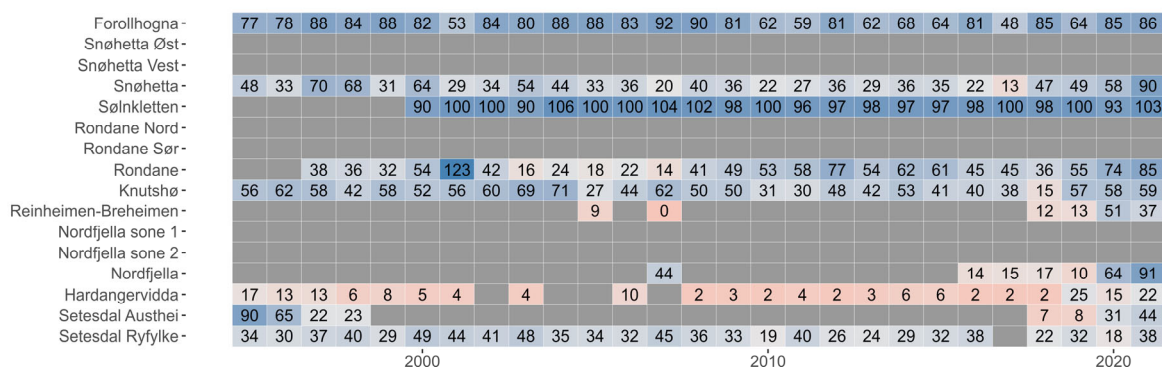 Forollhogna 77 78 88 84 88 82 53 84 80 88 88 83 92 90 81 62 59 81 62 68 64 81 48 85 64 85 86
Snøhetta Øst
Snøhetta Vest
Snøhetta 48 33 70 68 31 64 29 34 54 44 33 36 20 40 36 22 27 36 29 36 35 22 13 47 49 58 90
Sølnkletten 90 100 100 90 106 100 100 104 102 98 100 96 97 98 97 97 98 100 98 100 93 103
Rondane Nord
Rondane Sør
Rondane 38 36 32 54 123 42 16 24 18 22 14 41 49 53 58 77 54 62 61 45 45 36 55 74 85
Knutshø 56 62 58 42 58 52 56 60 69 71 27 44 62 50 50 31 30 48 42 53 41 40 38 15 57 58 59
Reinheimen-Breheimen 9 0 12 13 51 37
Nordfjella sone 1
Nordfjella sone 2
Nordfjella 44 14 15 17 10 64 91
Hardangervidda 17 13 13 6 8 5 4 4 10 2 3 2 4 2 3 6 6 2 2 2 25 15 22
Setesdal Austhei 90 65 22 23 7 8 31 44
Setesdal Ryfylke 34 30 37 40 29 49 44 41 48 35 34 32 45 36 33 19 40 26 24 29 32 38 22 32 18 38
2000 2010 2020